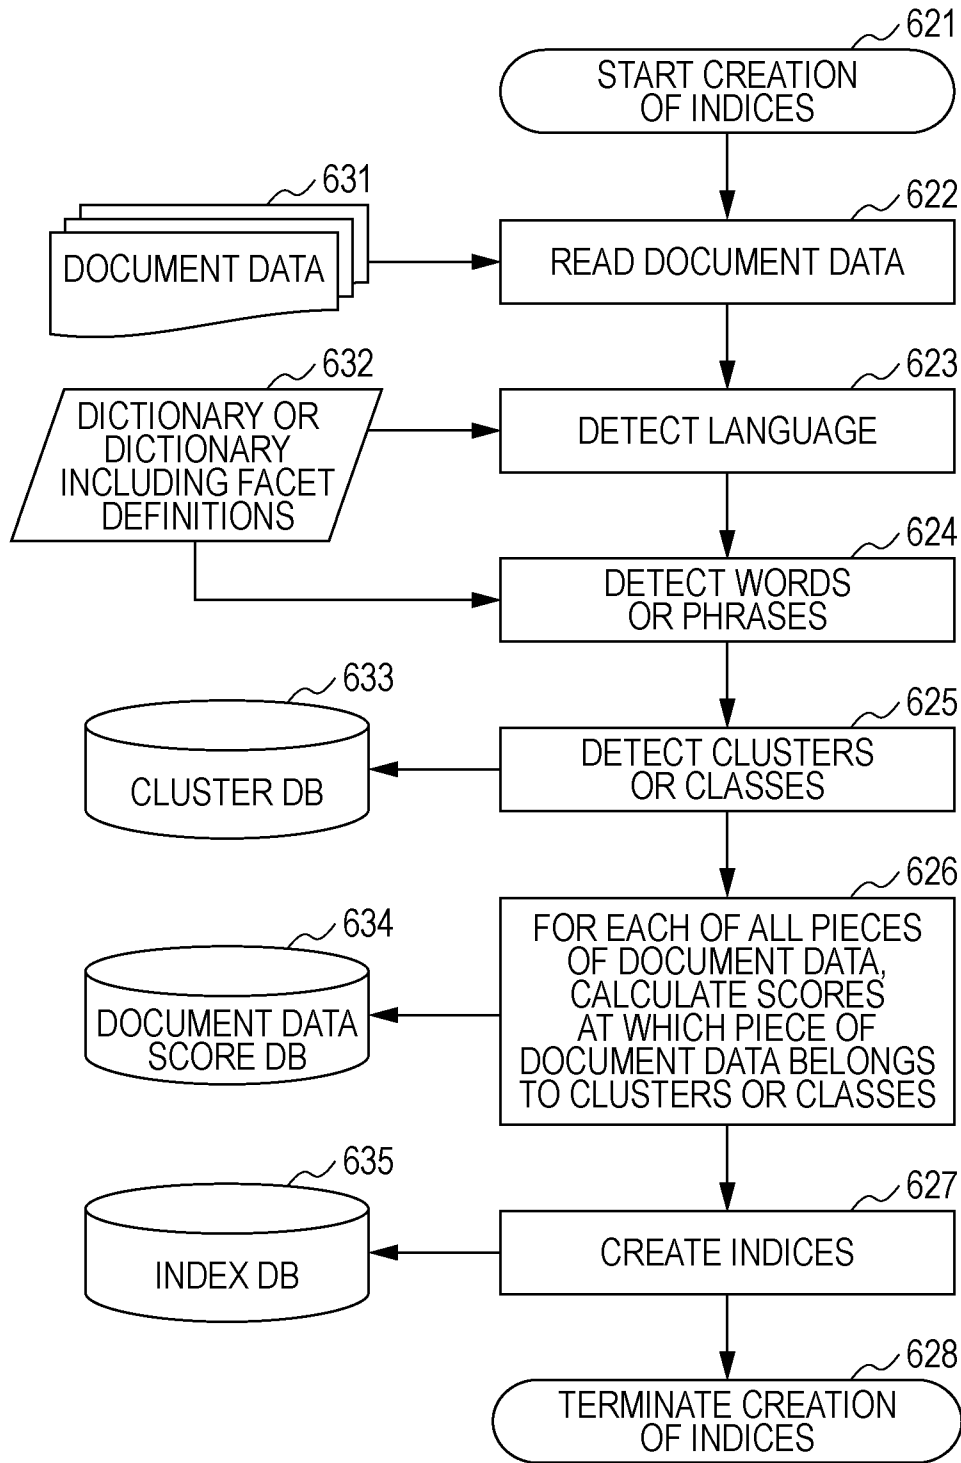 621
START CREATION
OF INDICES
631
622
DOCUMENT DATA
READ DOCUMENT DATA
632
623
DICTIONARY OR
DICTIONARY
INCLUDING FACET
DEFINITIONS
DETECT LANGUAGE
624
DETECT WORDS
OR PHRASES
633
625
CLUSTER DB
DETECT CLUSTERS
OR CLASSES
634
626
DOCUMENT DATA
SCORE DB
FOR EACH OF ALL PIECES
OF DOCUMENT DATA,
CALCULATE SCORES
AT WHICH PIECE OF
DOCUMENT DATA BELONGS
TO CLUSTERS OR CLASSES
635
627
INDEX DB
CREATE INDICES
628
TERMINATE CREATION
OF INDICES